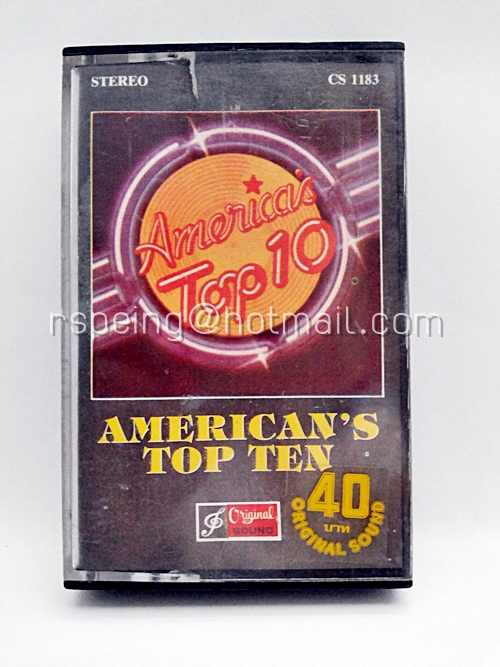 STEREO
CS 1183
America's
Top 10
rspeing@hotmail.com
AMERICAN'S
TOP TEN
Original
SOUND
40
บาท
ORIGINAL SOUND